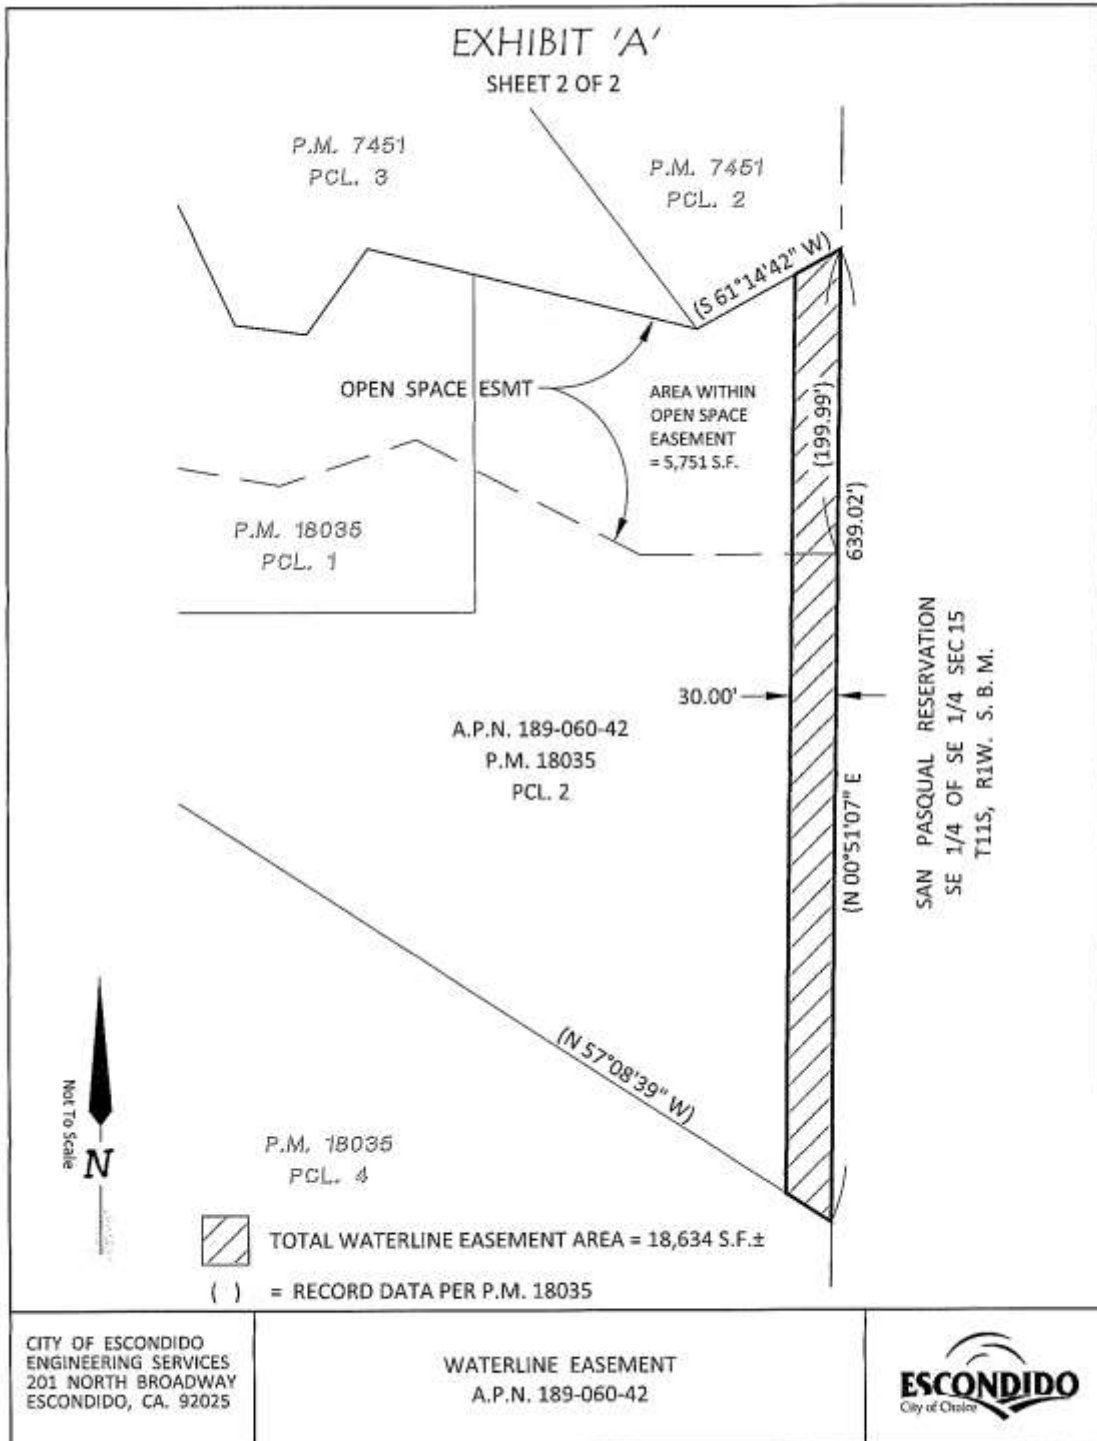 EXHIBIT 'A'
SHEET 2 OF 2
P.M. 7451
PCL. 3
P.M. 7451
PCL. 2
(S 61°14'42" W)
OPEN SPACE ESMT
AREA WITHIN
OPEN SPACE
EASEMENT
= 5,751 S.F.
(199.99')
639.02')
P.M. 18035
PCL. 1
30.00'
A.P.N. 189-060-42
P.M. 18035
PCL. 2
(N 00°51'07" E
SAN PASQUAL RESERVATION
SE 1/4 OF SE 1/4 SEC 15
T11S, R1W. S. B. M.
(N 57°08'39" W)
Not To Scale
N
P.M. 18035
PCL. 4
TOTAL WATERLINE EASEMENT AREA = 18,634 S.F.±
( ) = RECORD DATA PER P.M. 18035
CITY OF ESCONDIDO
ENGINEERING SERVICES
201 NORTH BROADWAY
ESCONDIDO, CA. 92025
WATERLINE EASEMENT
A.P.N. 189-060-42
ESCONDIDO
City of Choice